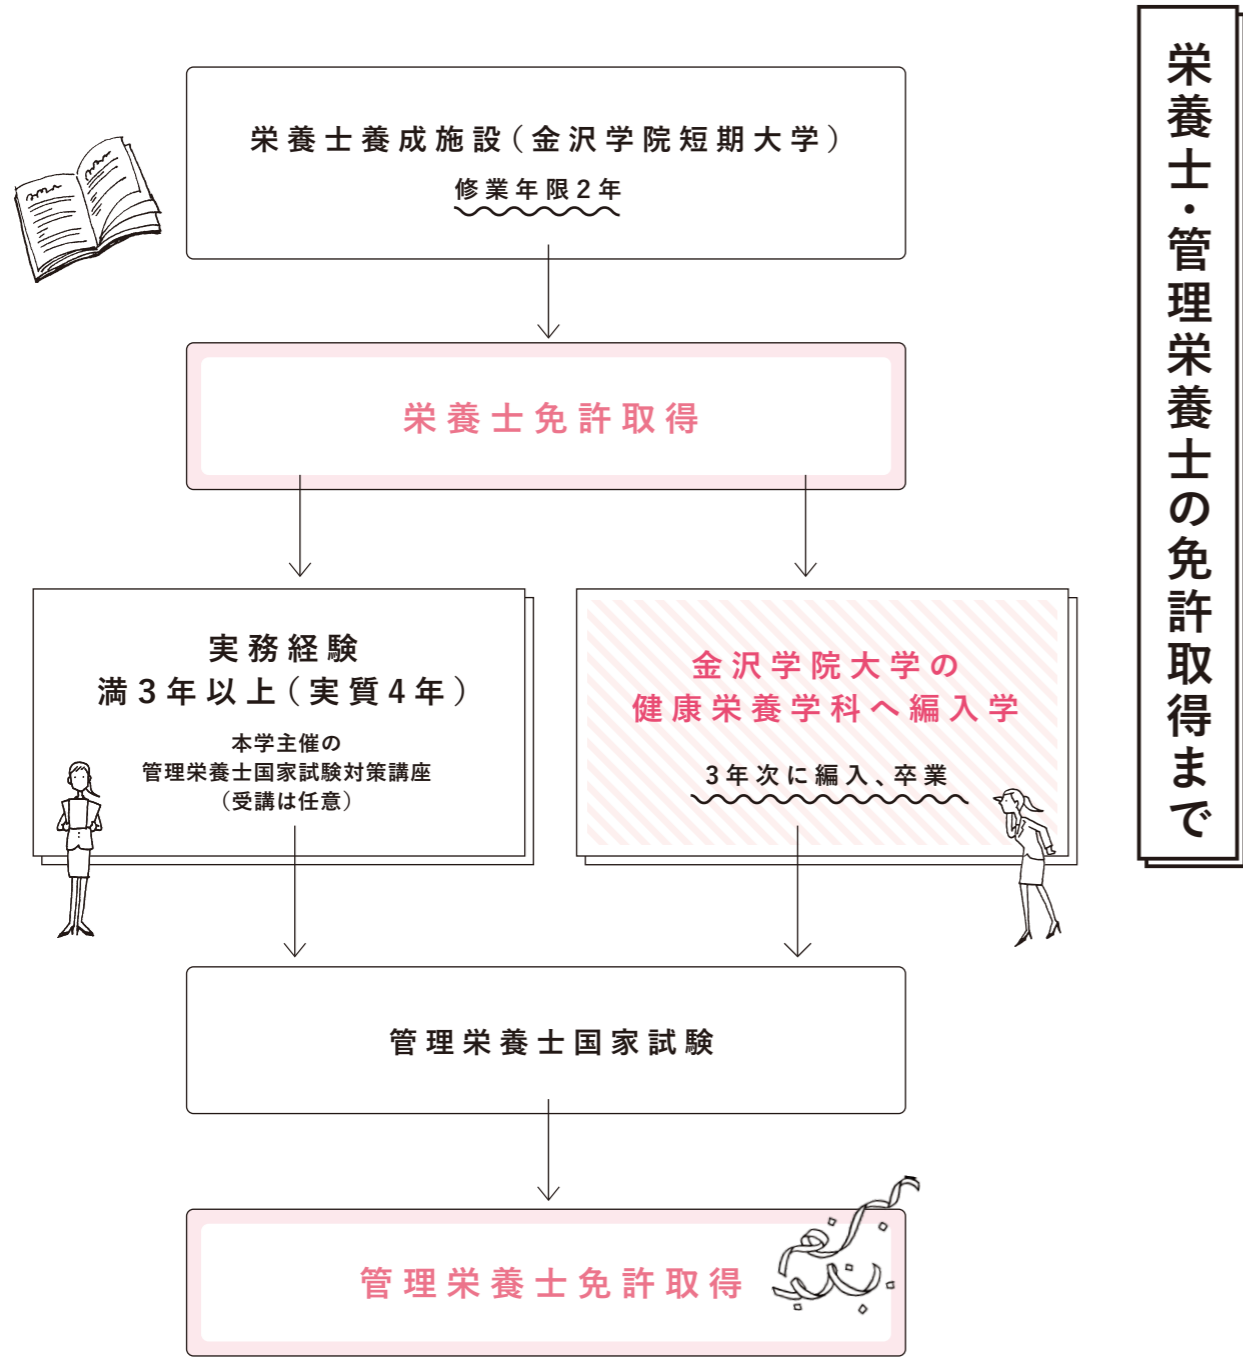 栄養士・管理栄養士の免許取得まで
栄養士養成施設（金沢学院短期大学）
修業年限2年
栄養士免許取得
実務経験
満3年以上（実質4年）
本学主催の
管理栄養士国家試験対策講座
（受講は任意）
金沢学院大学の
健康栄養学科へ編入学
3年次に編入、卒業
管理栄養士国家試験
管理栄養士免許取得